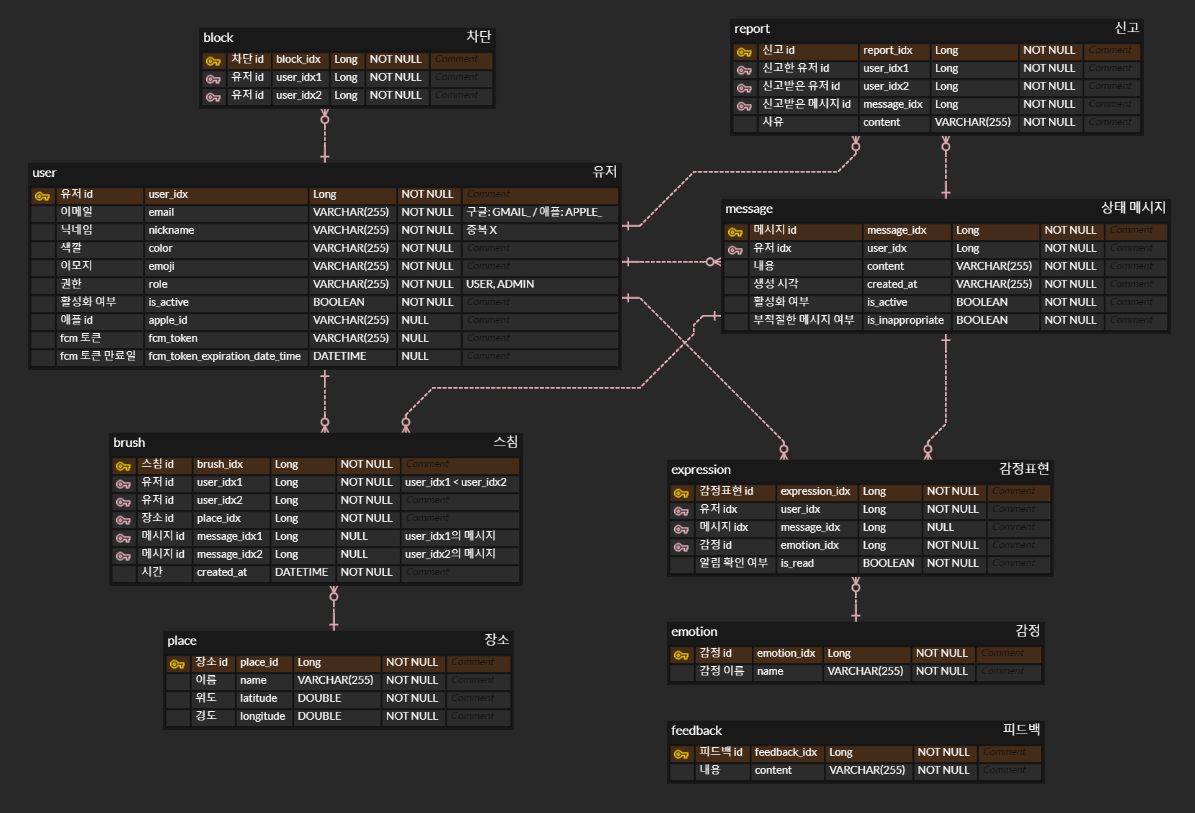 block 차단
차단 id block_idx Long NOT NULL Comment
유저 id user_idx1 Long NOT NULL Comment
유저 id user_idx2 Long NOT NULL Comment
report 신고
신고 id report_idx Long NOT NULL Comment
신고한 유저 id user_idx1 Long NOT NULL Comment
신고받은 유저 id user_idx2 Long NOT NULL Comment
신고받은 메시지 id message_idx Long NOT NULL Comment
사유 content VARCHAR(255) NOT NULL Comment
user 유저
유저 id user_idx Long NOT NULL Comment
이메일 email VARCHAR(255) NOT NULL 구글: GMAIL_ / 애플: APPLE_
닉네임 nickname VARCHAR(255) NOT NULL 중복 X
색깔 color VARCHAR(255) NOT NULL Comment
이모지 emoji VARCHAR(255) NOT NULL Comment
권한 role VARCHAR(255) NOT NULL USER, ADMIN
활성화 여부 is_active BOOLEAN NOT NULL Comment
애플 id apple_id VARCHAR(255) NULL Comment
fcm 토큰 fcm_token VARCHAR(255) NULL Comment
fcm 토큰 만료일 fcm_token_expiration_date_time DATETIME NULL Comment
message 상태 메시지
메시지 id message_idx Long NOT NULL Comment
유저 idx user_idx Long NOT NULL Comment
내용 content VARCHAR(255) NOT NULL Comment
생성 시각 created_at VARCHAR(255) NOT NULL Comment
활성화 여부 is_active BOOLEAN NOT NULL Comment
부적절한 메시지 여부 is_inappropriate BOOLEAN NOT NULL Comment
brush 스침
스침 id brush_idx Long NOT NULL Comment
유저 id user_idx1 Long NOT NULL user_idx1 < user_idx2
유저 id user_idx2 Long NOT NULL Comment
장소 id place_idx Long NOT NULL Comment
메시지 id message_idx1 Long NULL user_idx1의 메시지
메시지 id message_idx2 Long NULL user_idx2의 메시지
시간 created_at DATETIME NOT NULL Comment
expression 감정표현
감정표현 id expression_idx Long NOT NULL Comment
유저 idx user_idx Long NOT NULL Comment
메시지 idx message_idx Long NULL Comment
감정 id emotion_idx Long NOT NULL Comment
알림 확인 여부 is_read BOOLEAN NOT NULL Comment
place 장소
장소 id place_id Long NOT NULL Comment
이름 name VARCHAR(255) NOT NULL Comment
위도 latitude DOUBLE NOT NULL Comment
경도 longitude DOUBLE NOT NULL Comment
emotion 감정
감정 id emotion_idx Long NOT NULL Comment
감정 이름 name VARCHAR(255) NOT NULL Comment
feedback 피드백
피드백 id feedback_idx Long NOT NULL Comment
내용 content VARCHAR(255) NOT NULL Comment